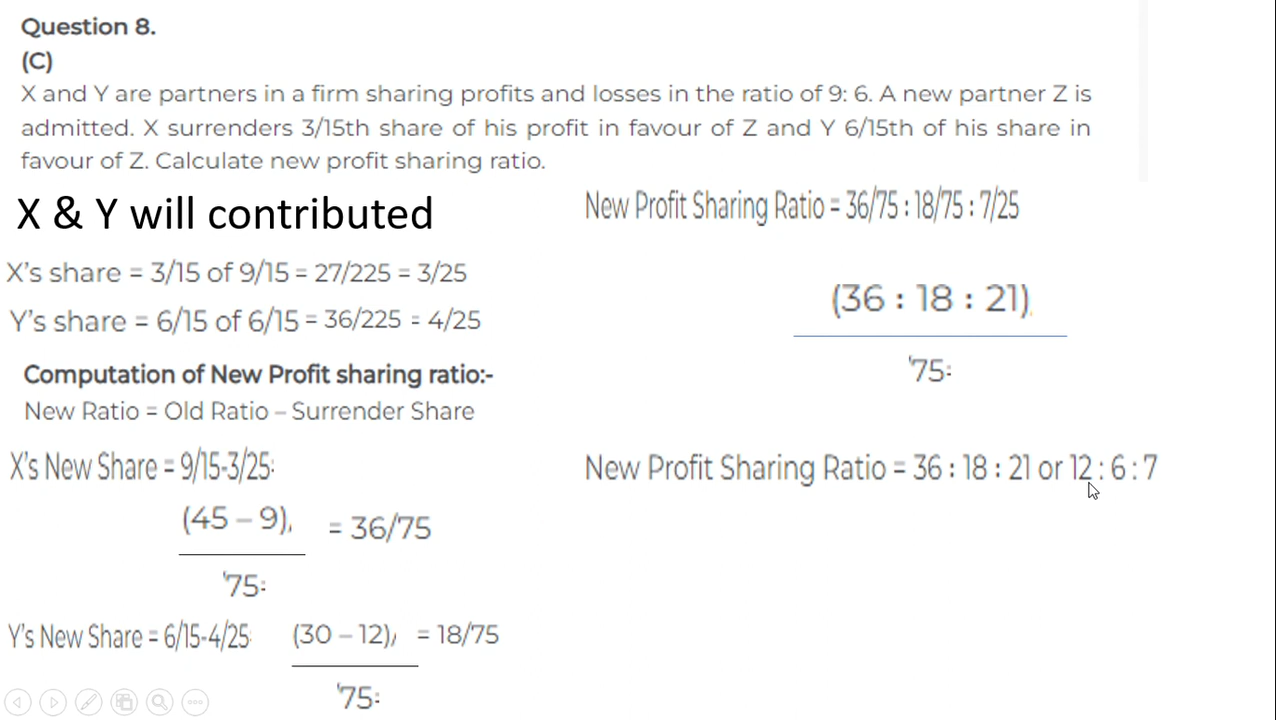 Question 8.
(C)
X and Y are partners in a firm sharing profits and losses in the ratio of 9: 6. A new partner Z is
admitted. X surrenders 3/15th share of his profit in favour of Z and Y 6/15th of his share in
favour of Z. Calculate new profit sharing ratio.
X & Y will contributed
X's share = 3/15 of 9/15 = 27/225 = 3/25
Y's share = 6/15 of 6/15 = 36/225 = 4/25
Computation of New Profit sharing ratio:-
New Ratio = Old Ratio – Surrender Share
X's New Share = 9/15-3/25
(45 – 9)
= 36/75
75
Y's New Share = 6/15-4/25
(30 – 12)
= 18/75
75
New Profit Sharing Ratio = 36/75 : 18/75 : 7/25
(36 : 18 : 21)
75
New Profit Sharing Ratio = 36 : 18 : 21 or 12 : 6 : 7